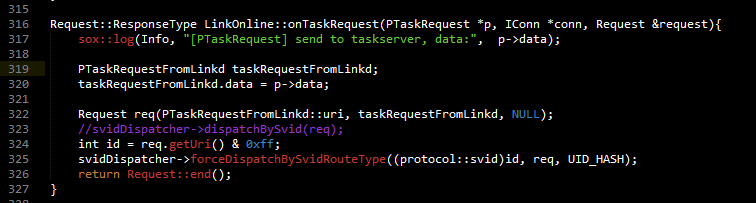 315
316 Request::ResponseType LinkOnline::onTaskRequest(PTaskRequest *p, IConn *conn, Request &request){
317     sox::log(Info, "[PTaskRequest] send to taskserver, data:",  p->data);
318
319     PTaskRequestFromLinkd taskRequestFromLinkd;
320     taskRequestFromLinkd.data = p->data;
321
322     Request req(PTaskRequestFromLinkd::uri, taskRequestFromLinkd, NULL);
323     //svidDispatcher->dispatchBySvid(req);
324     int id = req.getUri() & 0xff;
325     svidDispatcher->forceDispatchBySvidRouteType((protocol::svid)id, req, UID_HASH);
326     return Request::end();
327 }